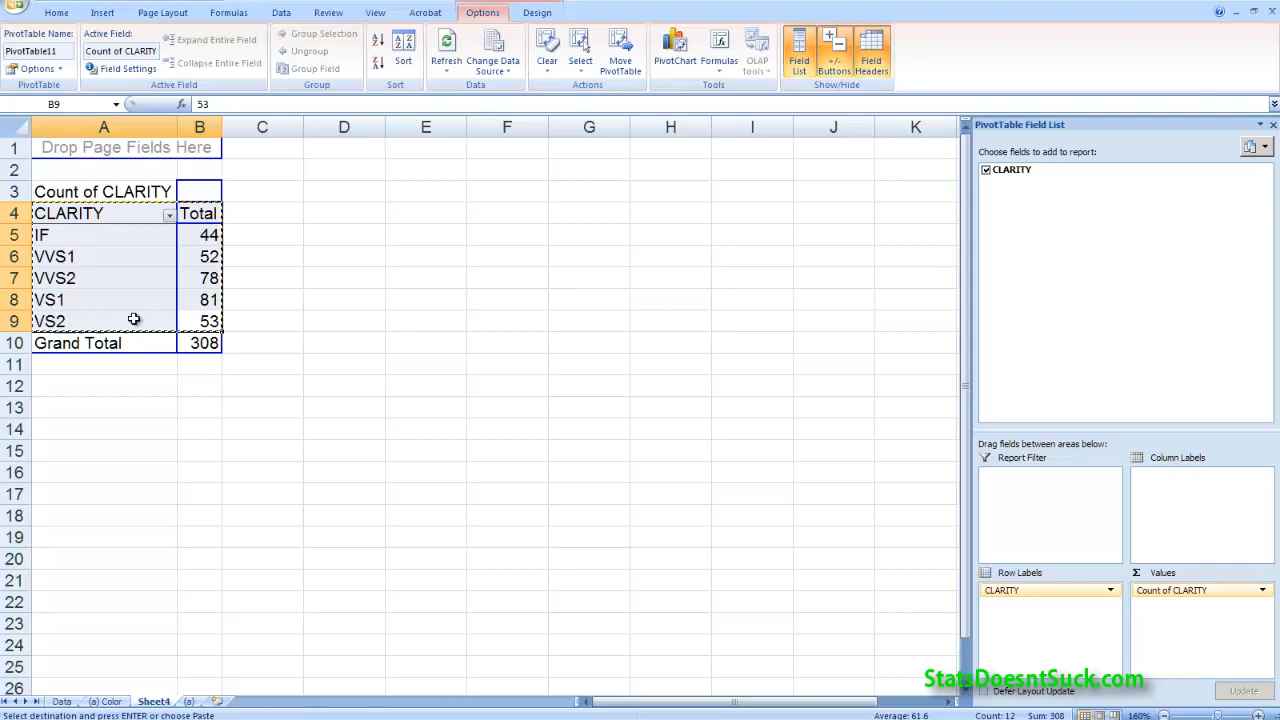 Home Insert Page Layout Formulas Data Review View Acrobat Options Design
PivotTable Name:
PivotTable11
Options
PivotTable
Active Field:
Count of CLARITY
Field Settings
Expand Entire Field
Collapse Entire Field
Active Field
Group Selection
Ungroup
Group Field
Group
Sort
Sort
Refresh
Change Data Source
Data
Clear
Select
Move PivotTable
Actions
PivotChart
Formulas
OLAP tools
Tools
Field List
+/- Buttons
Field Headers
Show/Hide
B9 fx 53
A B C D E F G H I J K
1 Drop Page Fields Here
2
3 Count of CLARITY
4 CLARITY Total
5 IF 44
6 VVS1 52
7 VVS2 78
8 VS1 81
9 VS2 53
10 Grand Total 308
11
12
13
14
15
16
17
18
19
20
21
22
23
24
25
26
PivotTable Field List
Choose fields to add to report:
CLARITY
Drag fields between areas below:
Report Filter Column Labels
Row Labels Σ Values
CLARITY Count of CLARITY
StatsDoesntSuck.com
Defer Layout Update Update
Data (a) Color Sheet4 (a)
Select destination and press ENTER or choose Paste Average: 61.6 Count: 12 Sum: 308 160%